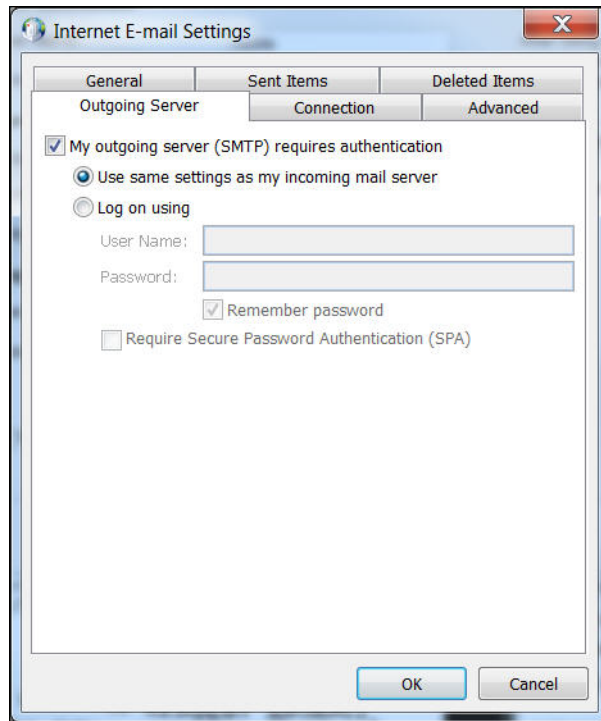 Internet E-mail Settings
General Sent Items Deleted Items
Outgoing Server Connection Advanced
My outgoing server (SMTP) requires authentication
Use same settings as my incoming mail server
Log on using
User Name:
Password:
Remember password
Require Secure Password Authentication (SPA)
OK Cancel